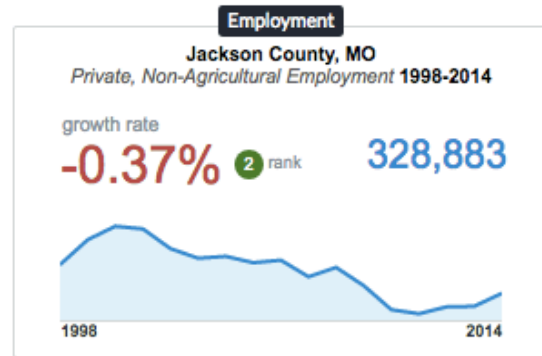 Employment
Jackson County, MO
Private, Non-Agricultural Employment 1998-2014
growth rate
-0.37% 2 rank 328,883
1998 2014